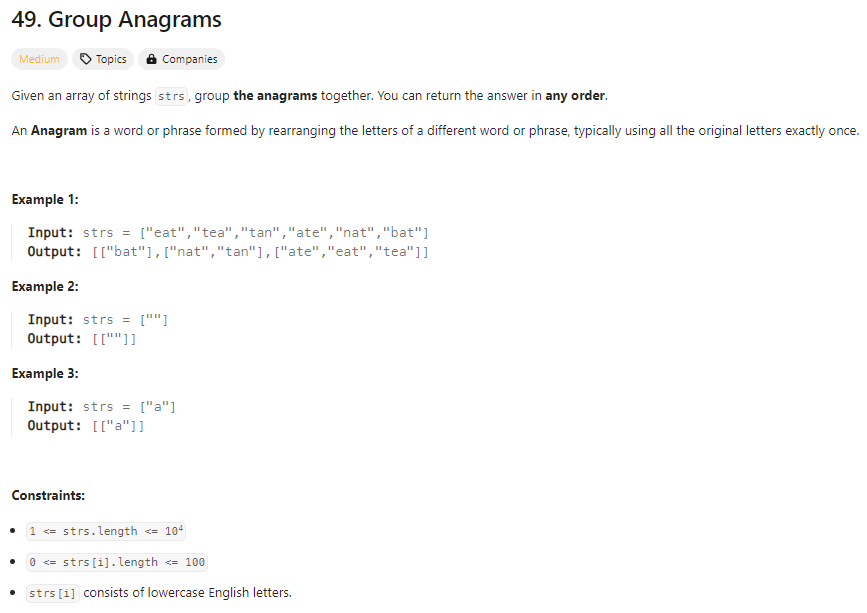 49. Group Anagrams
Medium Topics Companies
Given an array of strings strs, group the anagrams together. You can return the answer in any order.
An Anagram is a word or phrase formed by rearranging the letters of a different word or phrase, typically using all the original letters exactly once.
Example 1:
Input: strs = ["eat","tea","tan","ate","nat","bat"]
Output: [["bat"],["nat","tan"],["ate","eat","tea"]]
Example 2:
Input: strs = [""]
Output: [[""]]
Example 3:
Input: strs = ["a"]
Output: [["a"]]
Constraints:
• 1 <= strs.length <= 10⁴
• 0 <= strs[i].length <= 100
• strs[i] consists of lowercase English letters.